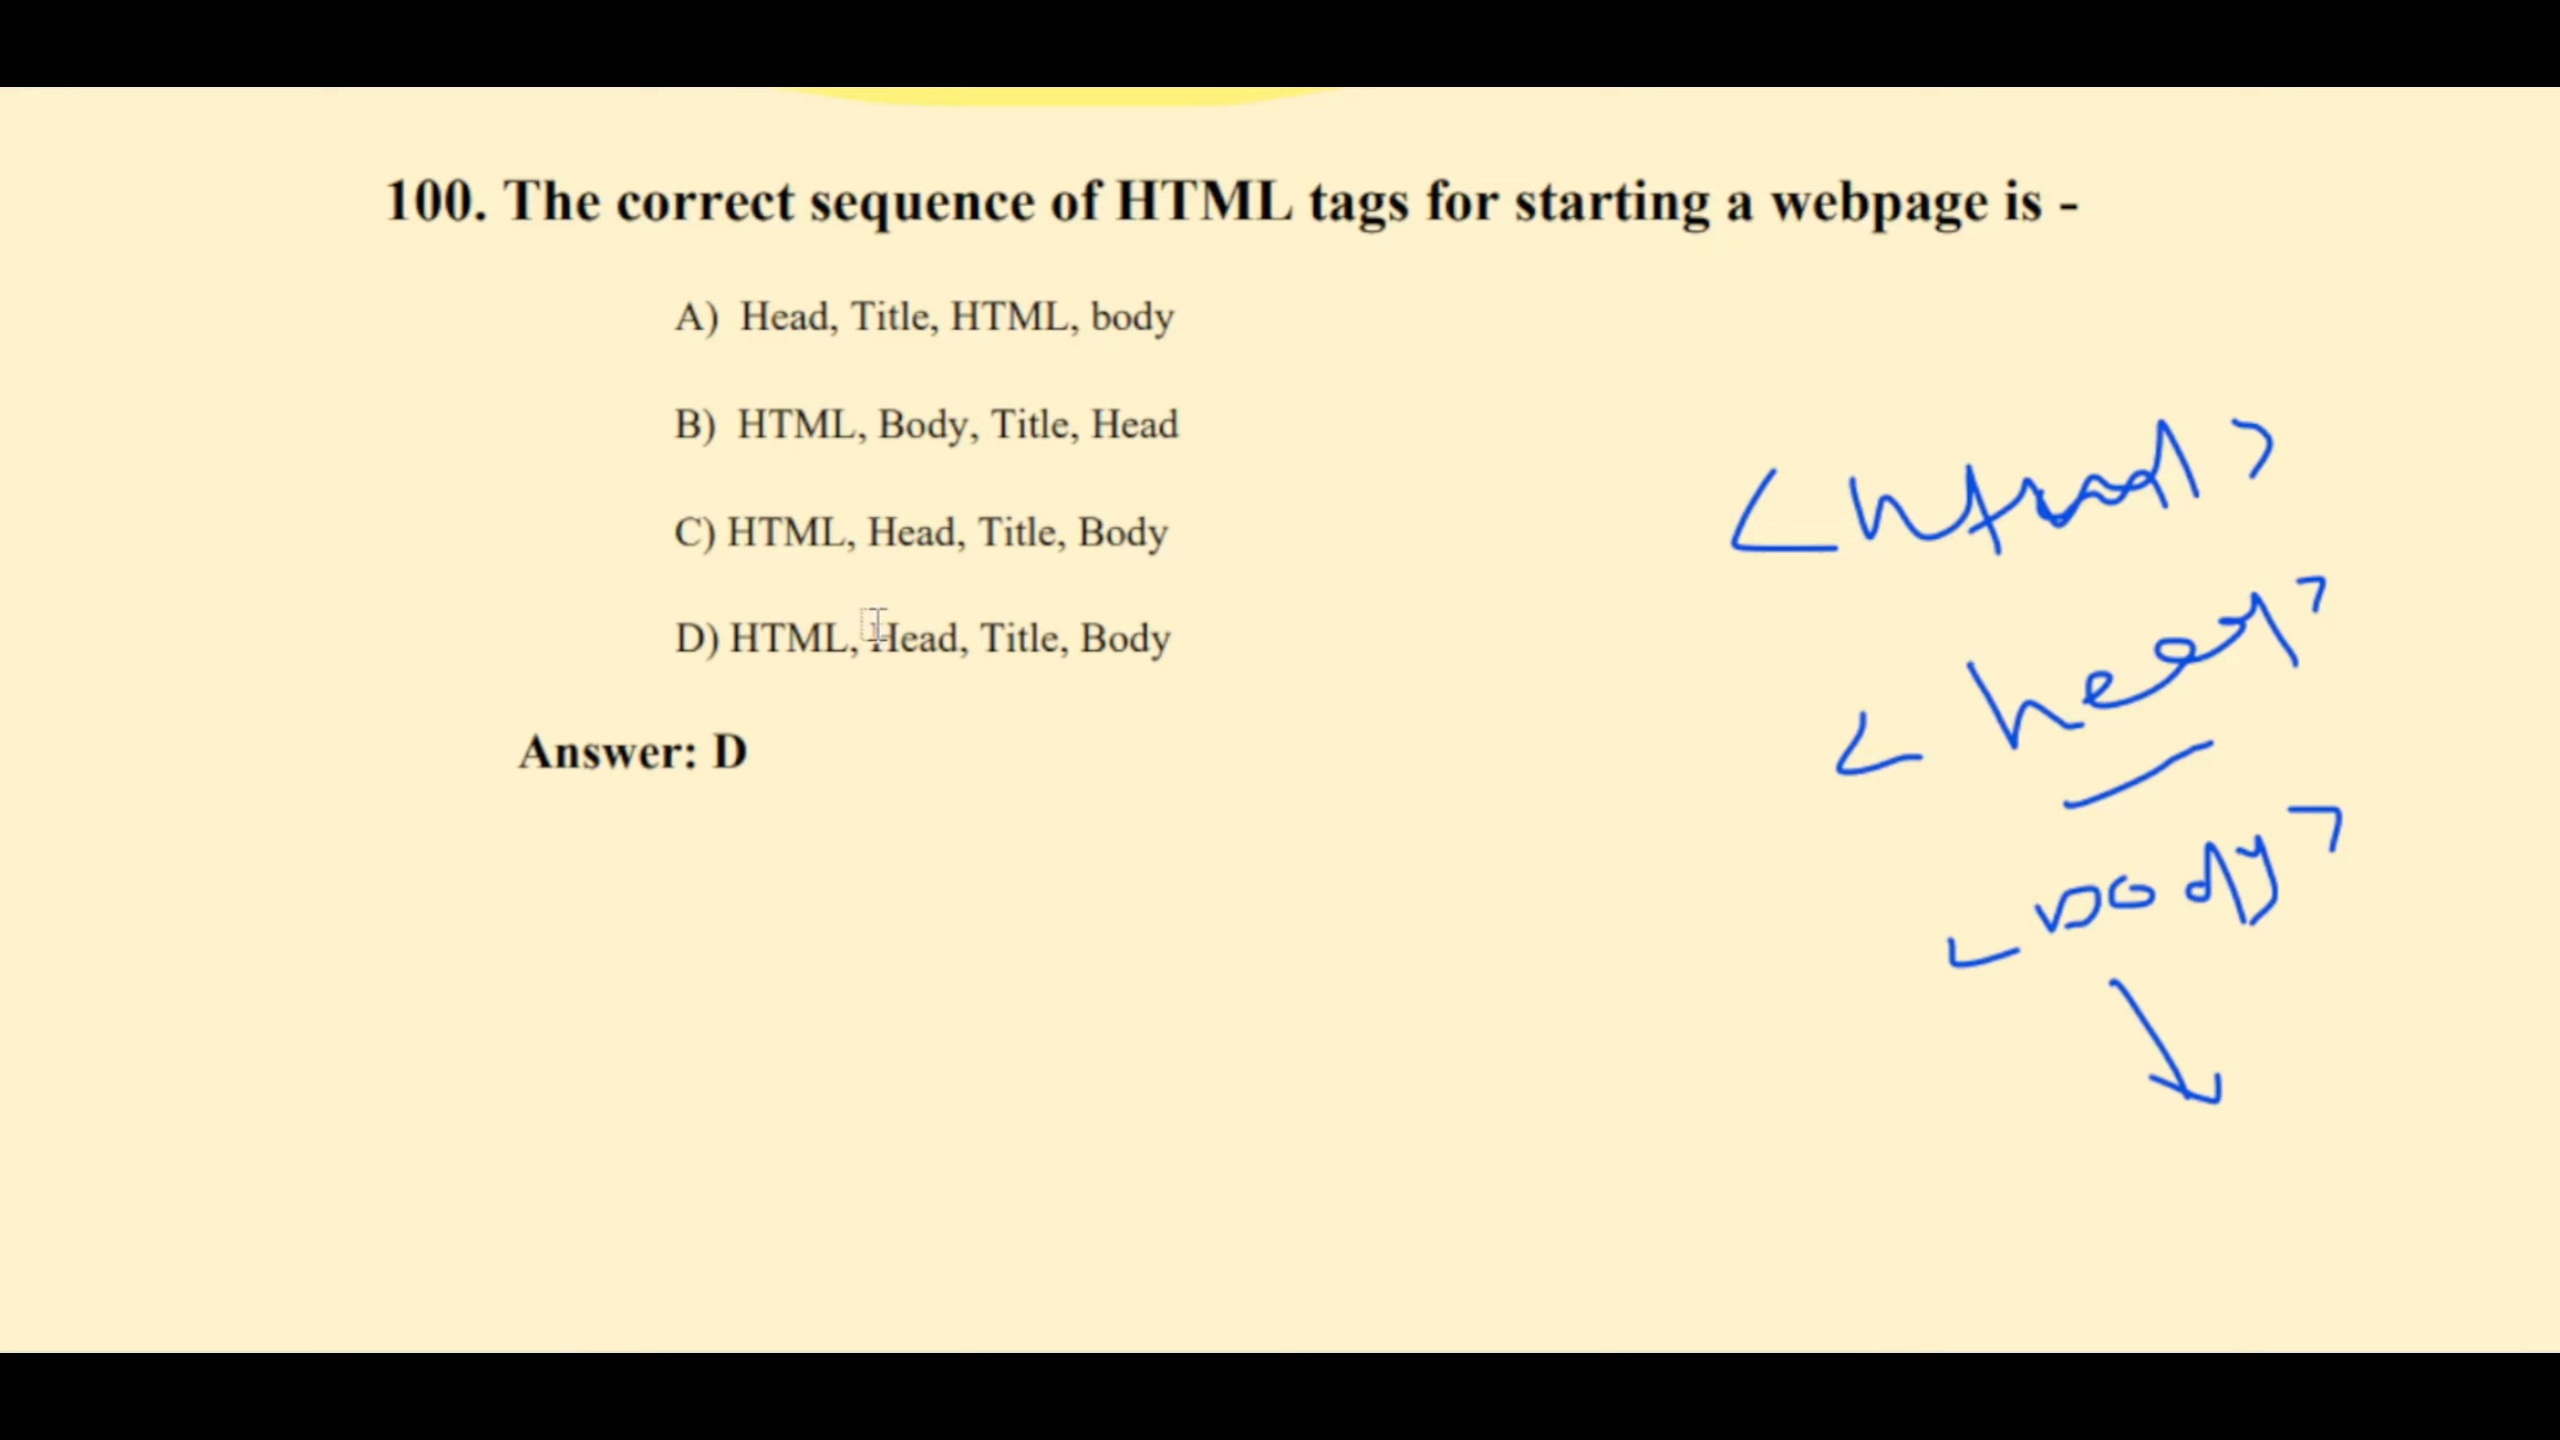 100. The correct sequence of HTML tags for starting a webpage is -
A) Head, Title, HTML, body
B) HTML, Body, Title, Head
C) HTML, Head, Title, Body
D) HTML, Head, Title, Body
Answer: D
<body>